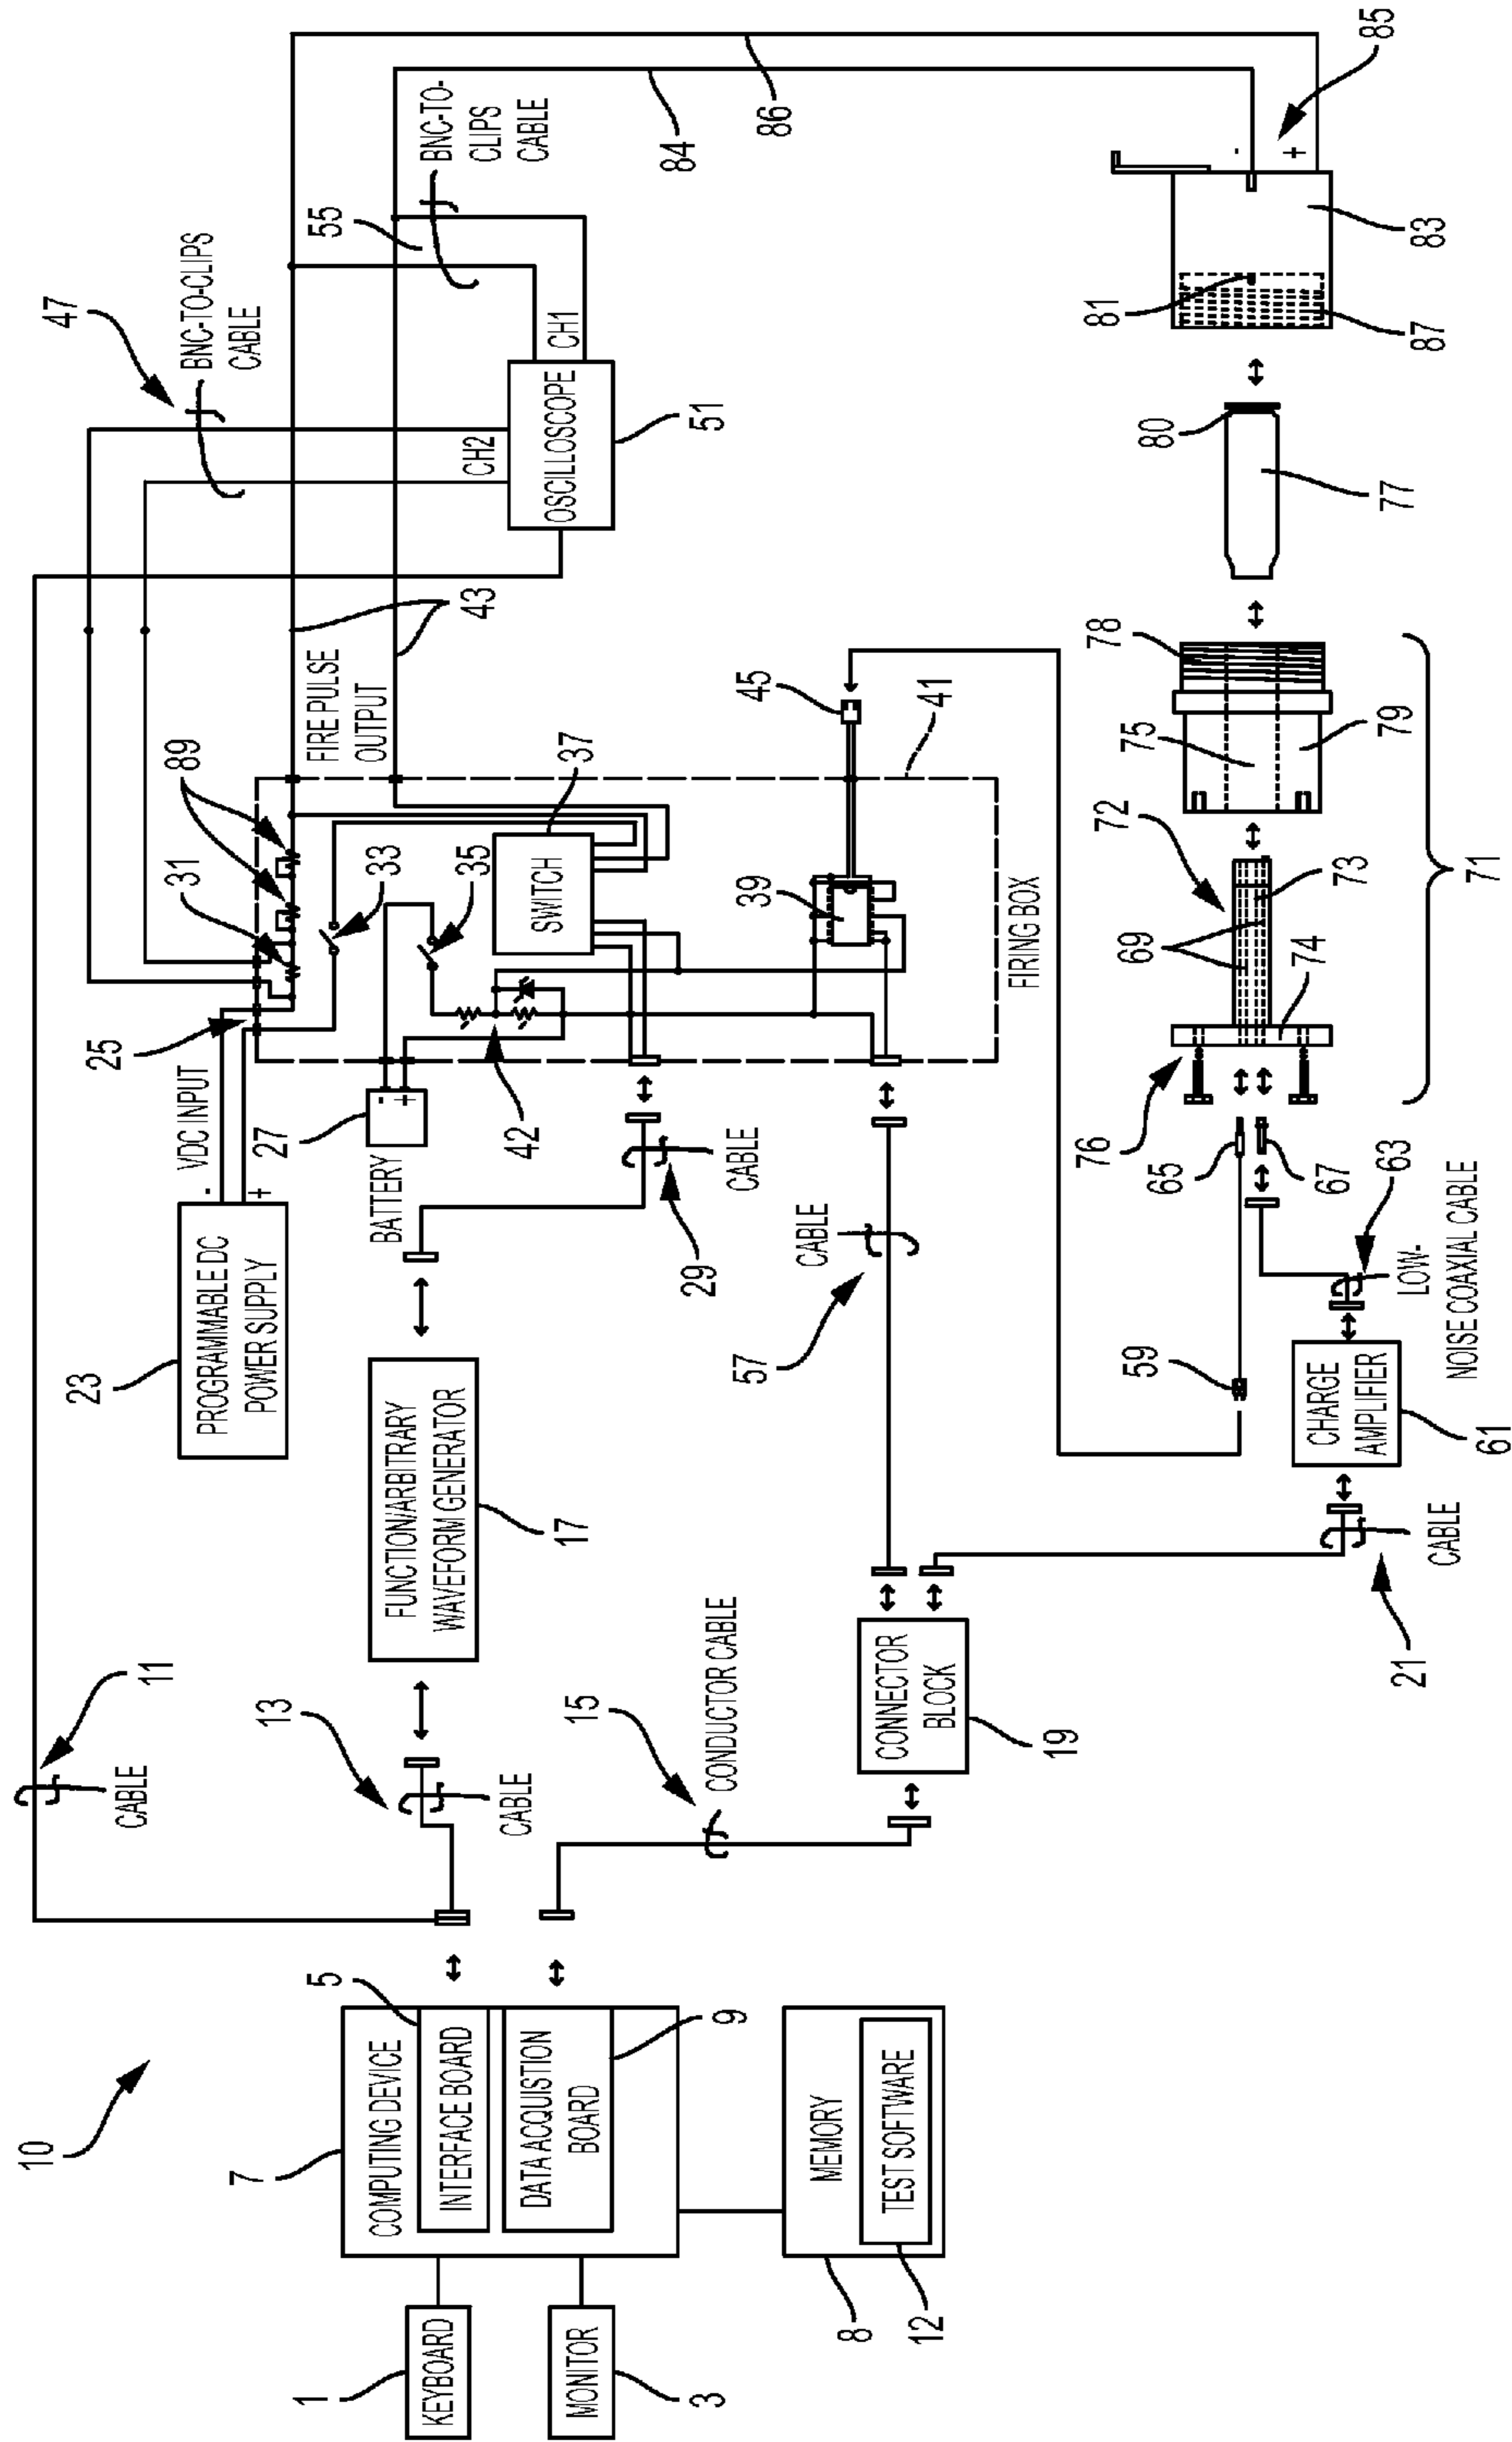 10
47
BNC-TO-CLIPS
CABLE
55
BNC-TO-
CLIPS
CABLE
84
86
11
CABLE
23
PROGRAMMABLE DC
POWER SUPPLY
-
+
VDC INPUT
25
31
89
FIRE PULSE
OUTPUT
43
CH2
CH1
OSCILLOSCOPE
51
27
-
+
BATTERY
33
35
37
SWITCH
42
39
45
41
FIRING BOX
7
COMPUTING DEVICE
5
INTERFACE BOARD
DATA ACQUISTION
BOARD
9
1
KEYBOARD
MONITOR
3
MEMORY
TEST SOFTWARE
8
12
13
CABLE
FUNCTION/ARBITRARY
WAVEFORM GENERATOR
17
29
CABLE
15
CONDUCTOR CABLE
CONNECTOR
BLOCK
19
57
CABLE
21
CABLE
59
CHARGE
AMPLIFIER
61
63
LOW-
NOISE COAXIAL CABLE
65
67
76
72
69
73
74
75
78
79
71
80
77
81
87
83
-
+
85